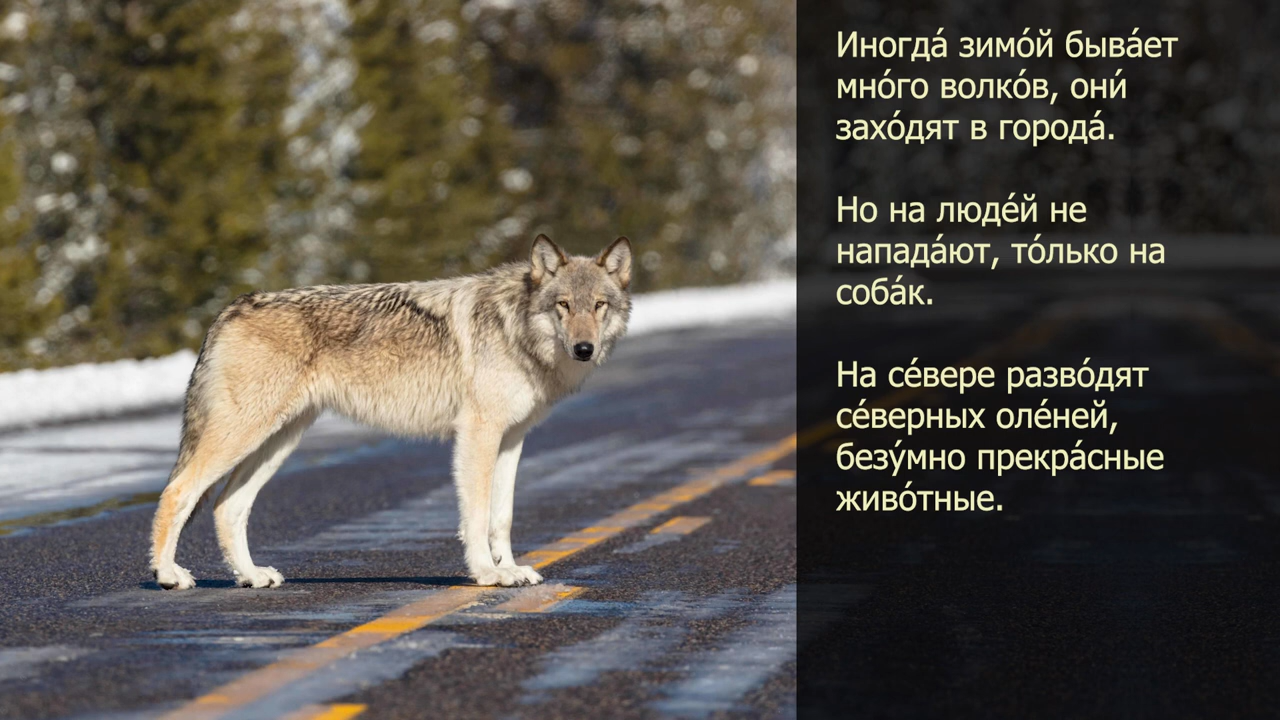 Иногда́ зимо́й быва́ет
мно́го волко́в, они́
захо́дят в города́.
Но на люде́й не
напада́ют, то́лько на
соба́к.
На се́вере разво́дят
се́верных оле́ней,
безу́мно прекра́сные
живо́тные.